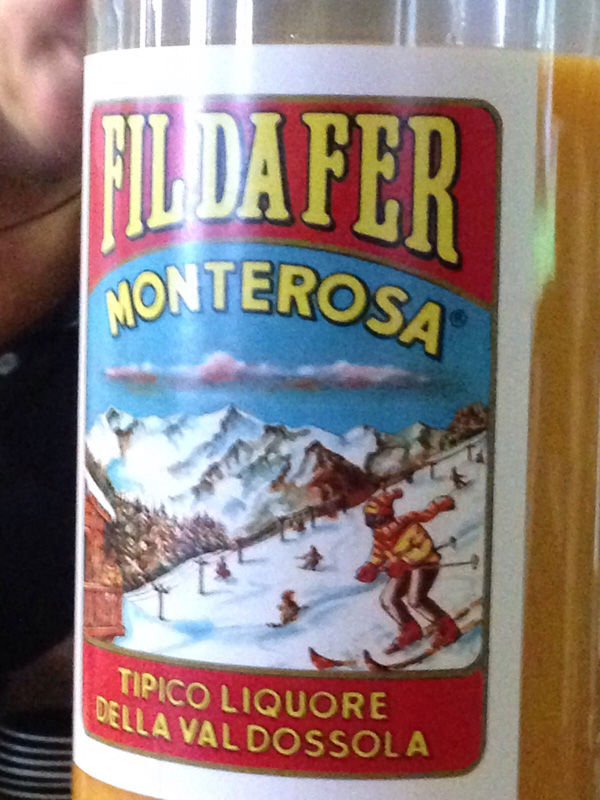 FIL DA FER
MONTEROSA®
TIPICO LIQUORE
DELLA VAL DOSSOLA